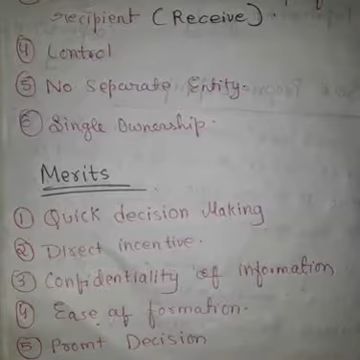 recipient (Receive).
④ Control
⑤ No Separate Entity.
⑥ Single Ownership.
Merits
① Quick decision Making
② Direct incentive.
③ Confidentiality of information
④ Ease of formation.
⑤ Promt Decision